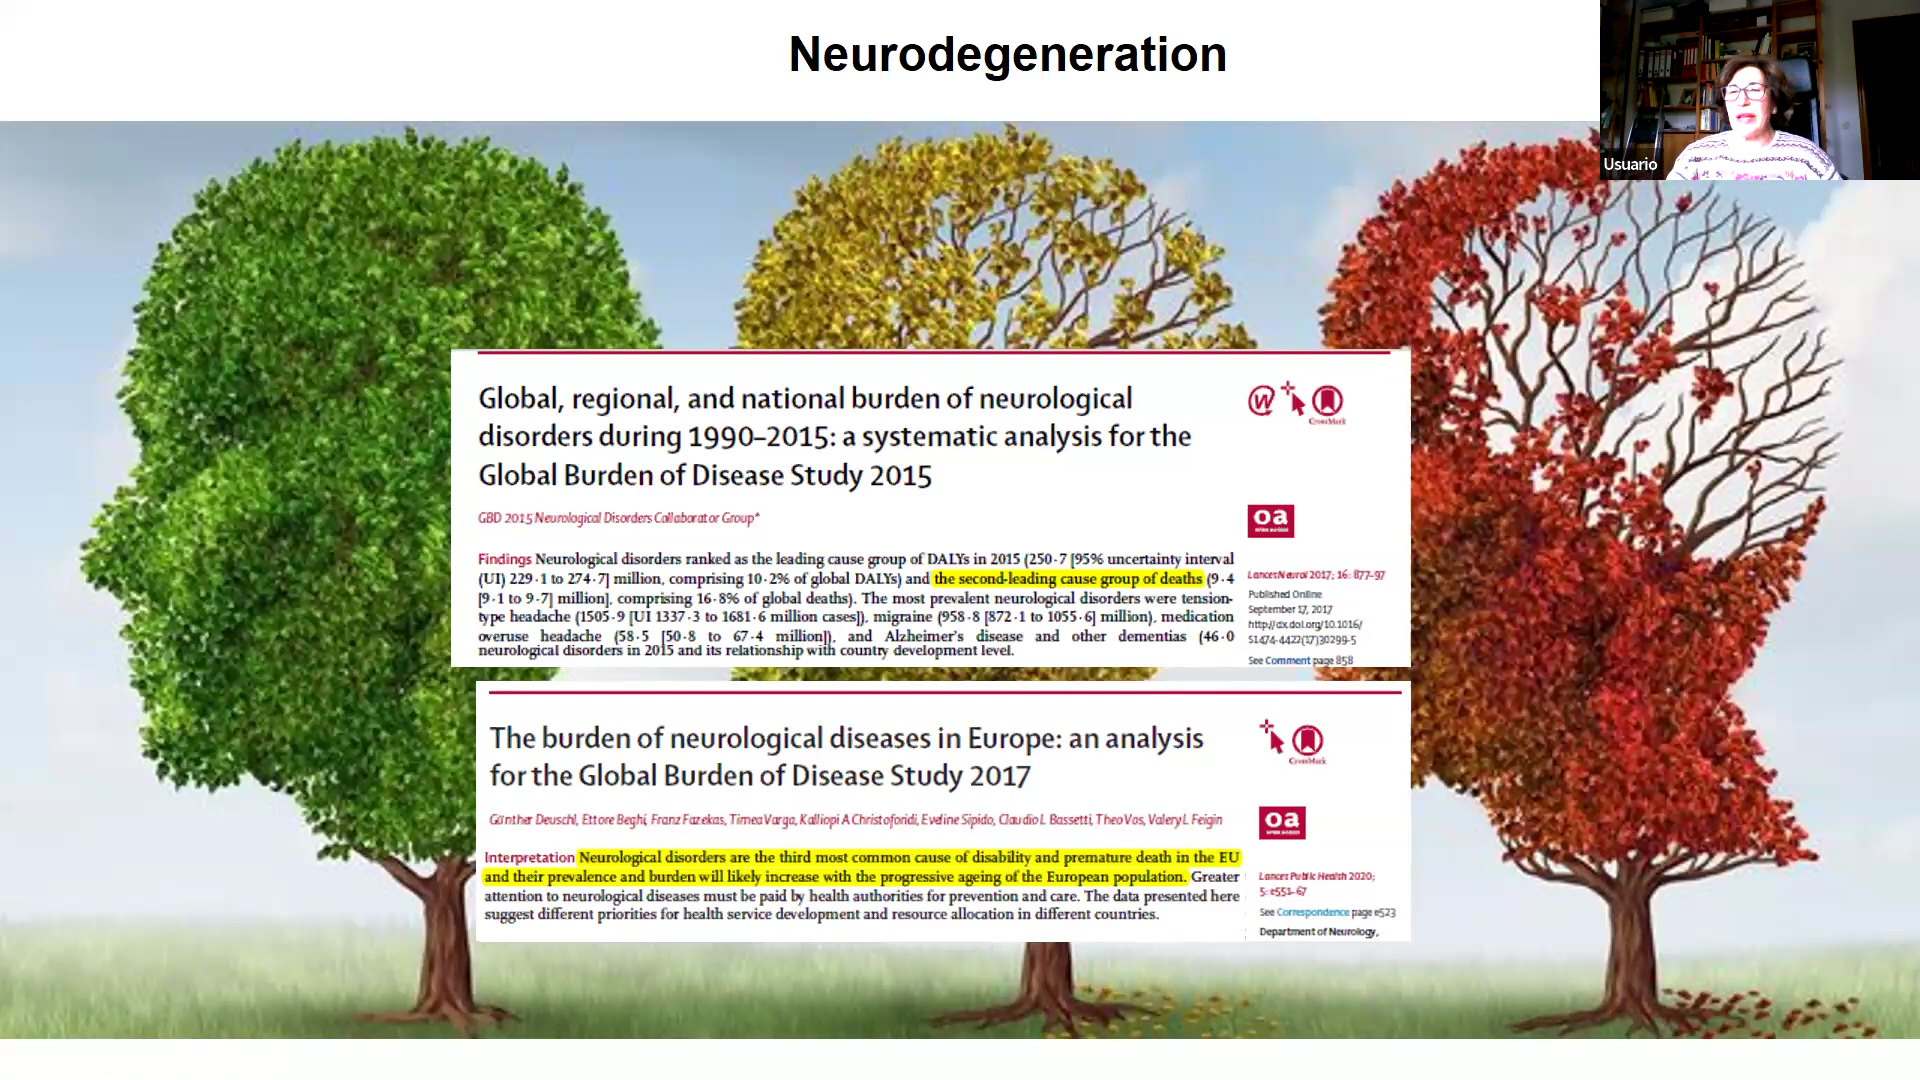 Neurodegeneration
Usuario
Global, regional, and national burden of neurological
disorders during 1990–2015: a systematic analysis for the
Global Burden of Disease Study 2015
CrossMark
GBD 2015 Neurological Disorders Collaborator Group*
oa
OPEN ACCESS
Findings Neurological disorders ranked as the leading cause group of DALYs in 2015 (250·7 [95% uncertainty interval
(UI) 229·1 to 274·7] million, comprising 10·2% of global DALYs) and the second-leading cause group of deaths (9·4
[9·1 to 9·7] million], comprising 16·8% of global deaths). The most prevalent neurological disorders were tension-
type headache (1505·9 [UI 1337·3 to 1681·6 million cases]), migraine (958·8 [872·1 to 1055·6] million), medication
overuse headache (58·5 [50·8 to 67·4 million]), and Alzheimer's disease and other dementias (46·0
neurological disorders in 2015 and its relationship with country development level.
Lancet Neurol 2017; 16: 877–97
Published Online
September 17, 2017
http://dx.doi.org/10.1016/
S1474-4422(17)30299-5
See Comment page 858
The burden of neurological diseases in Europe: an analysis
for the Global Burden of Disease Study 2017
CrossMark
Günther Deuschl, Ettore Beghi, Franz Fazekas, Timea Varga, Kalliopi A Christoforidi, Eveline Sipido, Claudio L Bassetti, Theo Vos, Valery L Feigin
oa
OPEN ACCESS
Interpretation Neurological disorders are the third most common cause of disability and premature death in the EU
and their prevalence and burden will likely increase with the progressive ageing of the European population. Greater
attention to neurological diseases must be paid by health authorities for prevention and care. The data presented here
suggest different priorities for health service development and resource allocation in different countries.
Lancet Public Health 2020;
5: e551–67
See Correspondence page e523
Department of Neurology,